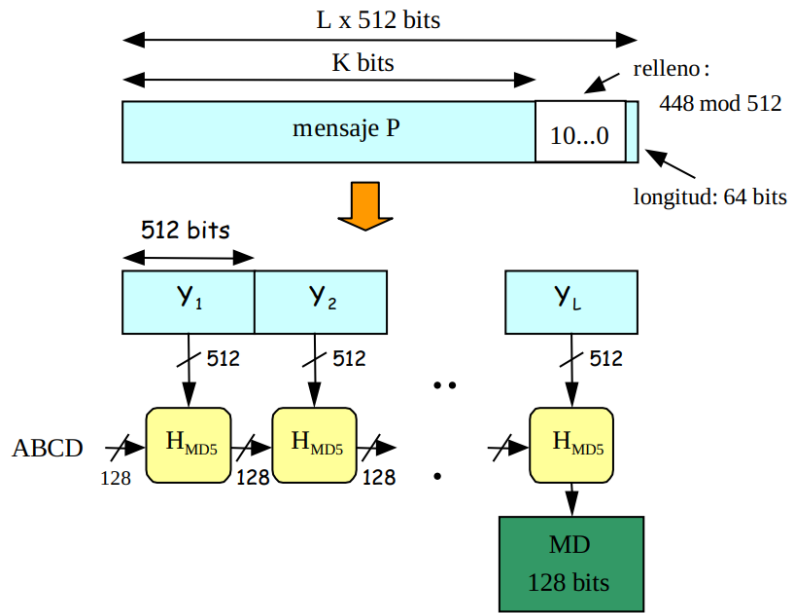 L x 512 bits
K bits
relleno:
448 mod 512
mensaje P
10...0
longitud: 64 bits
512 bits
Y1 Y2 YL
512 512 512
ABCD HMD5 HMD5 HMD5
128 128 128
MD
128 bits